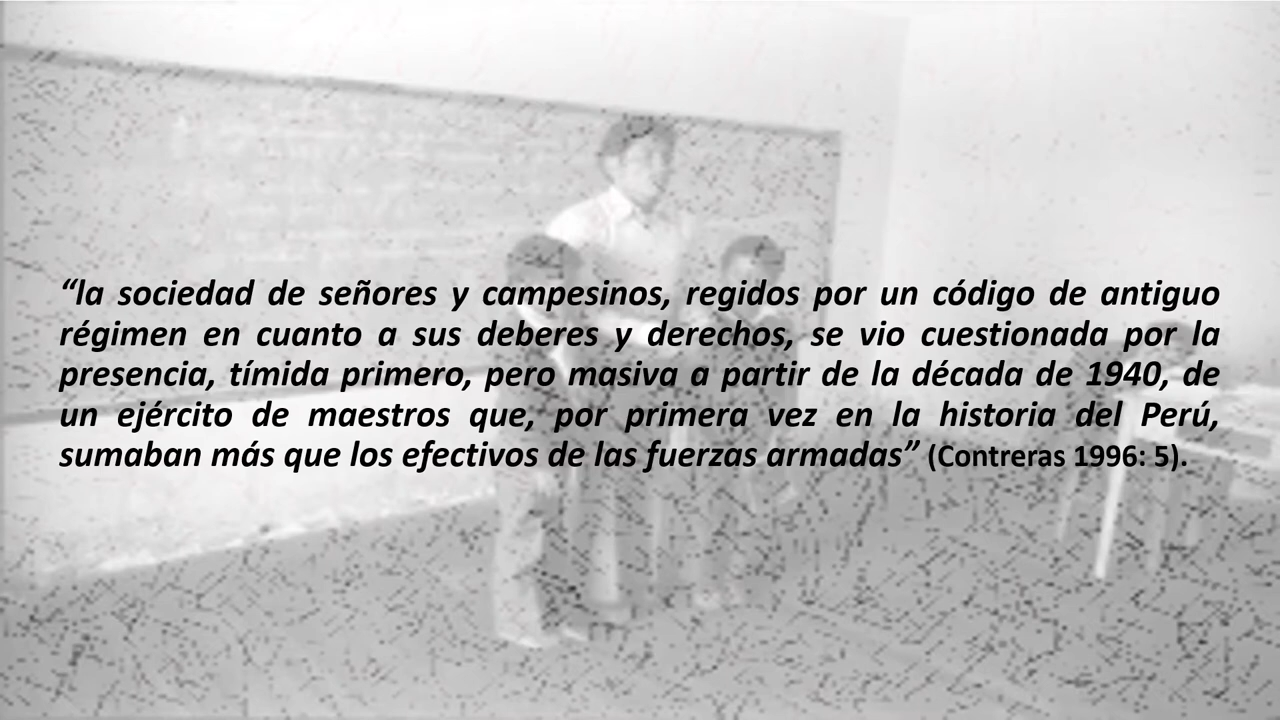 “la sociedad de señores y campesinos, regidos por un código de antiguo
régimen en cuanto a sus deberes y derechos, se vio cuestionada por la
presencia, tímida primero, pero masiva a partir de la década de 1940, de
un ejército de maestros que, por primera vez en la historia del Perú,
sumaban más que los efectivos de las fuerzas armadas” (Contreras 1996: 5).